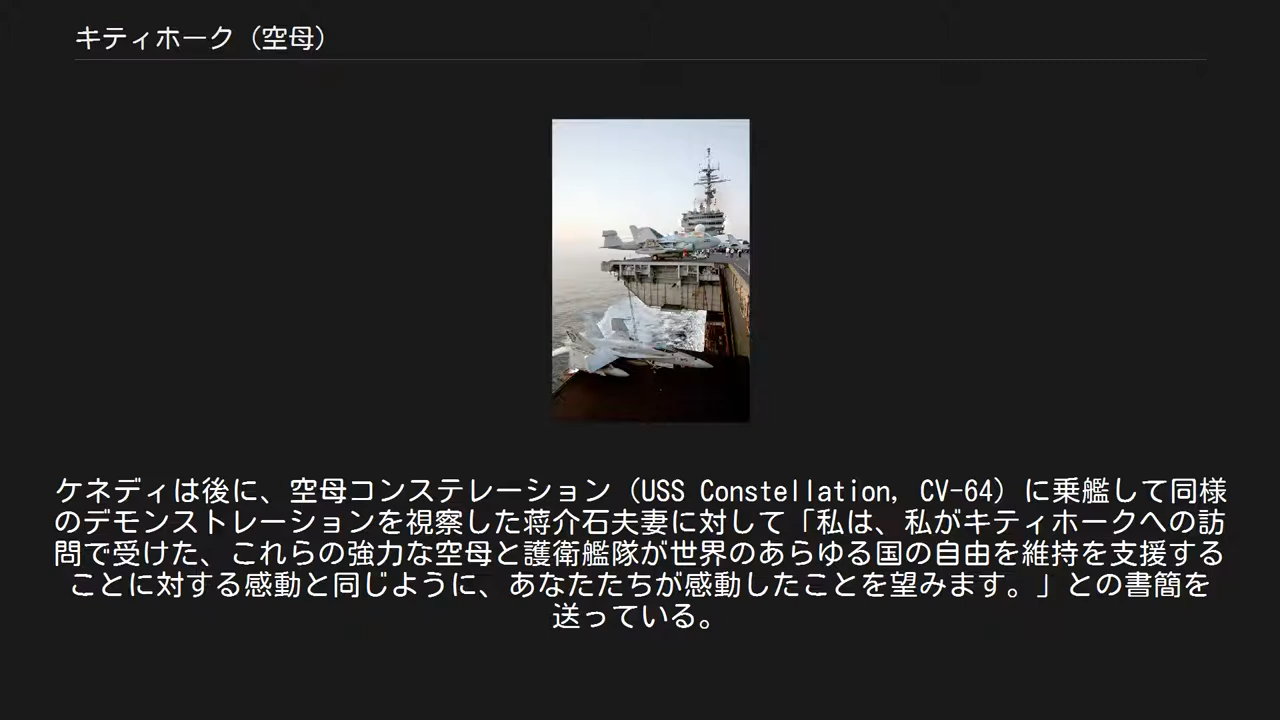 キティホーク（空母）
ケネディは後に、空母コンステレーション（USS Constellation, CV-64）に乗艦して同様
のデモンストレーションを視察した蒋介石夫妻に対して「私は、私がキティホークへの訪
問で受けた、これらの強力な空母と護衛艦隊が世界のあらゆる国の自由を維持を支援する
ことに対する感動と同じように、あなたたちが感動したことを望みます。」との書簡を
送っている。